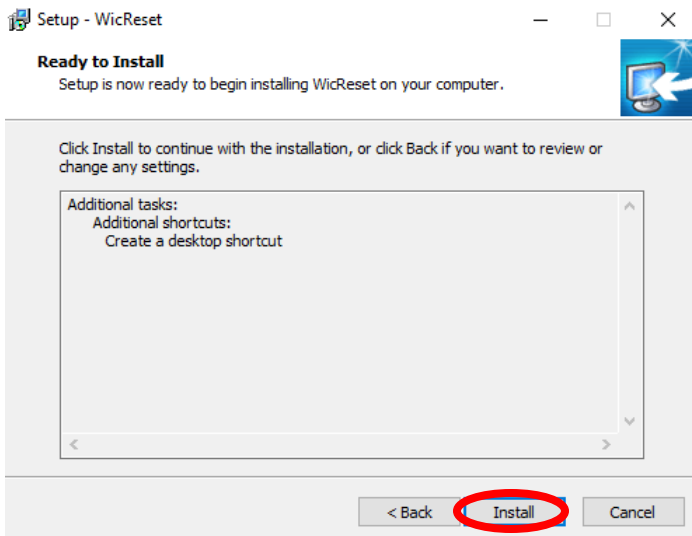 Setup - WicReset
Ready to Install
Setup is now ready to begin installing WicReset on your computer.
Click Install to continue with the installation, or click Back if you want to review or
change any settings.
Additional tasks:
Additional shortcuts:
Create a desktop shortcut
< Back Install Cancel